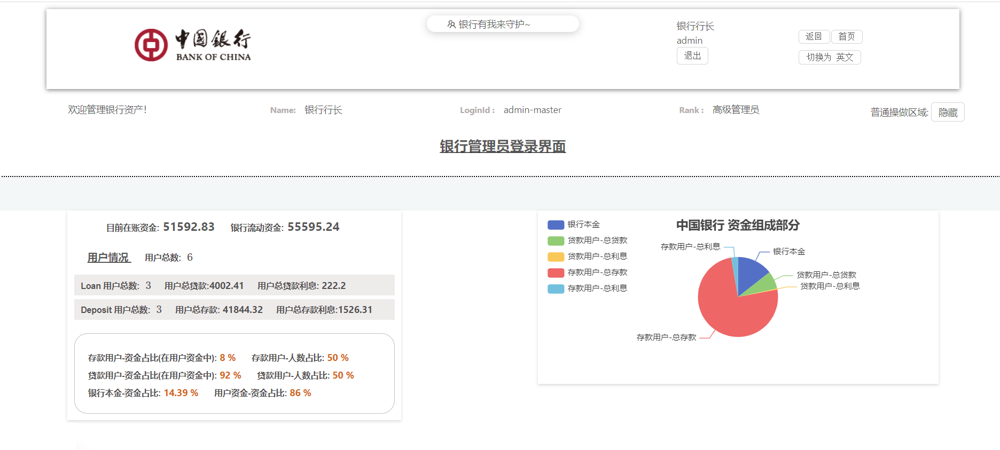 中国銀行
BANK OF CHINA
银行有我来守护~
银行行长
admin
退出
返回 首页
切换为 英文
欢迎管理银行资产! Name: 银行行长 LoginId : admin-master Rank : 高级管理员 普通操做区域: 隐藏
银行管理员登录界面
目前在账资金: 51592.83 银行流动资金: 55595.24
用户情况 用户总数: 6
Loan 用户总数: 3 用户总贷款:4002.41 用户总贷款利息: 222.2
Deposit 用户总数: 3 用户总存款: 41844.32 用户总存款利息:1526.31
存款用户-资金占比(在用户资金中): 8 % 存款用户-人数占比: 50 %
贷款用户-资金占比(在用户资金中): 92 % 贷款用户-人数占比: 50 %
银行本金-资金占比: 14.39 % 用户资金-资金占比: 86 %
中国银行 资金组成部分
银行本金
贷款用户-总贷款
贷款用户-总利息
存款用户-总存款
存款用户-总利息
存款用户-总利息
银行本金
贷款用户-总贷款
贷款用户-总利息
存款用户-总存款